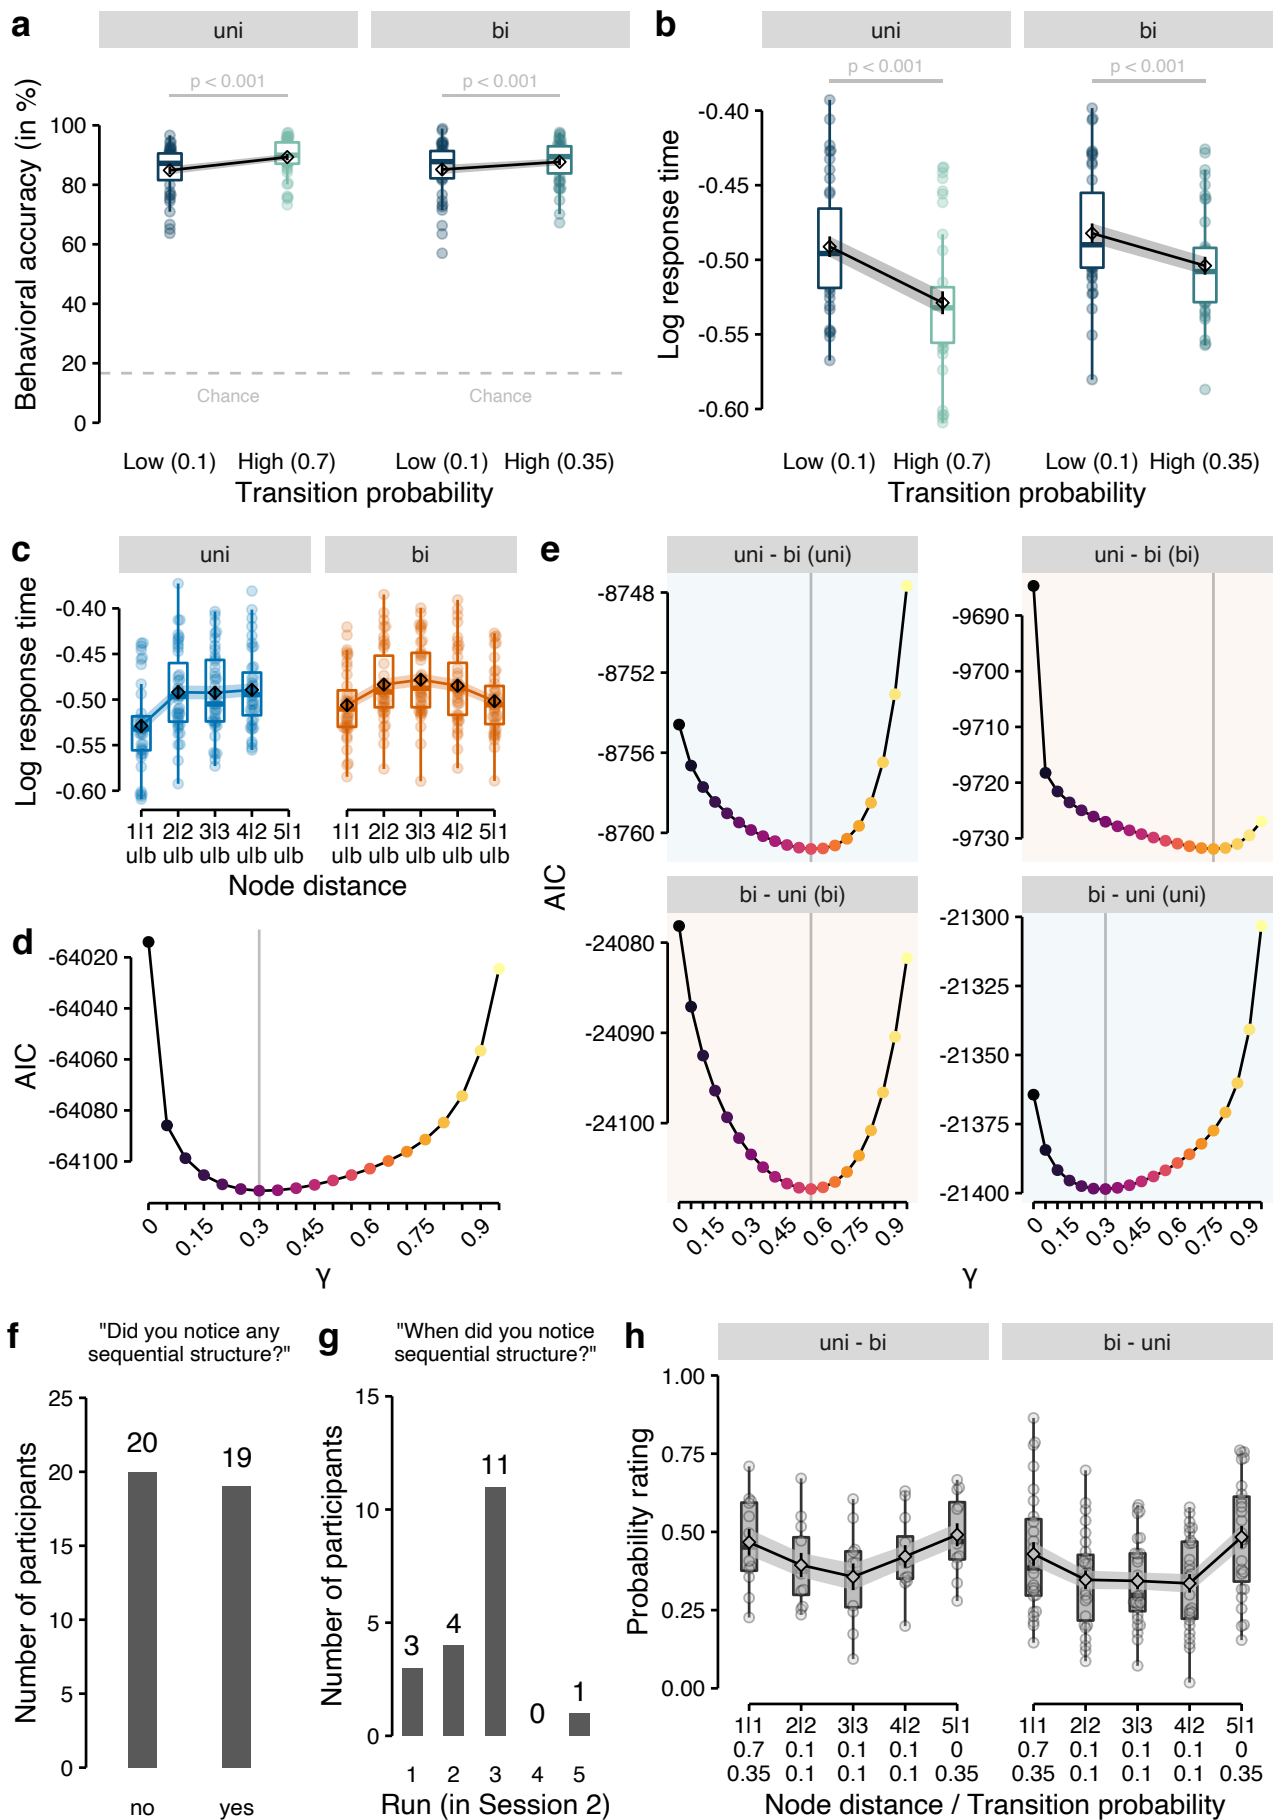 a
uni
bi
p < 0.001
p < 0.001
Behavioral accuracy (in %)
100
80
60
40
20
0
Chance
Chance
Low (0.1) High (0.7)
Low (0.1) High (0.35)
Transition probability
b
uni
bi
p < 0.001
p < 0.001
Log response time
-0.40
-0.45
-0.50
-0.55
-0.60
Low (0.1) High (0.7)
Low (0.1) High (0.35)
Transition probability
c
uni
bi
Log response time
-0.40
-0.45
-0.50
-0.55
-0.60
1|1 2|2 3|3 4|2 5|1
u|b u|b u|b u|b u|b
1|1 2|2 3|3 4|2 5|1
u|b u|b u|b u|b u|b
Node distance
d
AIC
-64020
-64040
-64060
-64080
-64100
0 0.15 0.3 0.45 0.6 0.75 0.9
γ
e
uni - bi (uni)
-8748
-8752
-8756
-8760
uni - bi (bi)
-9690
-9700
-9710
-9720
-9730
AIC
bi - uni (bi)
-24080
-24090
-24100
0 0.15 0.3 0.45 0.6 0.75 0.9
bi - uni (uni)
-21300
-21325
-21350
-21375
-21400
0 0.15 0.3 0.45 0.6 0.75 0.9
γ
f
"Did you notice any
sequential structure?"
Number of participants
25
20
15
10
5
0
20
19
no yes
g
"When did you notice
sequential structure?"
Number of participants
15
10
5
0
3
4
11
0
1
1 2 3 4 5
Run (in Session 2)
h
uni - bi
bi - uni
Probability rating
1.00
0.75
0.50
0.25
0.00
1|1 2|2 3|3 4|2 5|1
0.7 0.1 0.1 0.1 0
0.35 0.1 0.1 0.1 0.35
1|1 2|2 3|3 4|2 5|1
0.7 0.1 0.1 0.1 0
0.35 0.1 0.1 0.1 0.35
Node distance / Transition probability